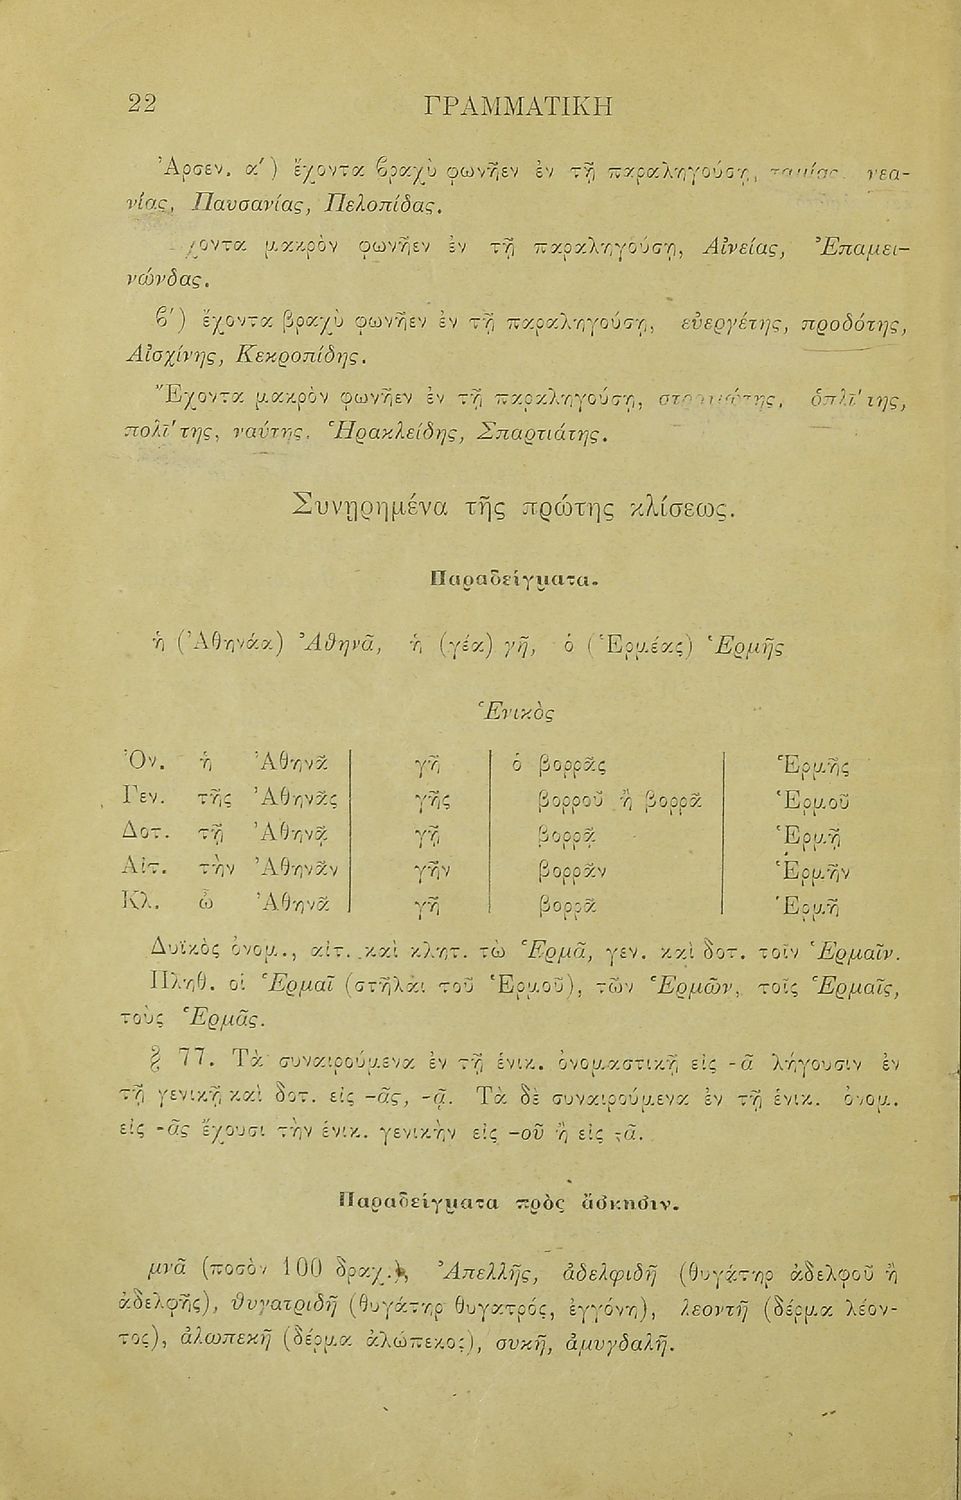 22 ΓΡΑΜΜΑΤΙΚΗ
Ἀρσεν. α΄) ἔχοντα βραχὺ φωνῆεν ἐν τῇ παραληγούσῃ, ταμίας, νεα-
νίας, Παυσανίας, Πελοπίδας.
χοντα μακρὸν φωνῆεν ἐν τῇ παραληγούσῃ, Αἰνείας, Ἐπαμει-
νώνδας.
β΄) ἔχοντα βραχὺ φωνῆεν ἐν τῇ παραληγούσῃ, εὐεργέτης, προδότης,
Αἰσχίνης, Κεκροπίδης.
Ἔχοντα μακρὸν φωνῆεν ἐν τῇ παραληγούσῃ, στρατιώτης, ὁπλί΄της,
πολί΄της, ναύτης, Ἡρακλείδης, Σπαρτιάτης.
Συνῃρημένα τῆς πρώτης κλίσεως.
Παραδείγματα.
ἡ (Ἀθηνάα) Ἀθηνᾶ, ἡ (γέα) γῆ, ὁ (Ἑρμέας) Ἑρμῆς
Ἑνικὸς
Ὀν. ἡ Ἀθηνᾶ γῆ ὁ βορρᾶς Ἑρμῆς
Γεν. τῆς Ἀθηνᾶς γῆς βορροῦ ἢ βορρᾶ Ἑρμοῦ
Δοτ. τῇ Ἀθηνᾷ γῇ βορρᾷ Ἑρμῇ
Αἰτ. τὴν Ἀθηνᾶν γῆν βορρᾶν Ἑρμῆν
Κλ. ὦ Ἀθηνᾶ γῆ βορρᾶ Ἑρμῆ
Δυϊκὸς ὀνομ., αἰτ. καὶ κλητ. τὼ Ἑρμᾶ, γεν. καὶ δοτ. τοῖν Ἑρμαῖν.
Πληθ. οἱ Ἑρμαῖ (στῆλαι τοῦ Ἑρμοῦ), τῶν Ἑρμῶν, τοῖς Ἑρμαῖς,
τοὺς Ἑρμᾶς.
§ 77. Τὰ συναιρούμενα ἐν τῇ ἑνικ. ὀνομαστικῇ εἰς -ᾶ λήγουσιν ἐν
τῇ γενικῇ καὶ δοτ. εἰς -ᾶς, -ᾷ. Τὰ δὲ συναιρούμενα ἐν τῇ ἑνικ. ὀνομ.
εἰς -ᾶς ἔχουσι τὴν ἑνικ. γενικὴν εἰς -οῦ ἢ εἰς -ᾶ.
Παραδείγματα πρὸς ἄσκησιν.
μνᾶ (ποσὸν 100 δραχ.), Ἀπελλῆς, ἀδελφιδῆ (θυγάτηρ ἀδελφοῦ ἢ
ἀδελφῆς), θυγατριδῆ (θυγάτηρ θυγατρός, ἐγγόνη), λεοντῆ (δέρμα λέον-
τος), ἀλωπεκῆ (δέρμα ἀλώπεκος), συκῆ, ἀμυγδαλῆ.